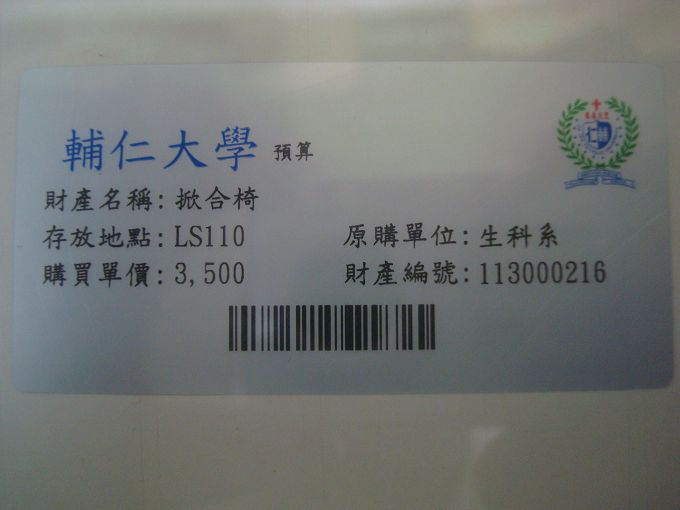 輔仁大學 預算
財產名稱: 掀合椅
存放地點: LS110 原購單位: 生科系
購買單價: 3,500 財產編號: 113000216